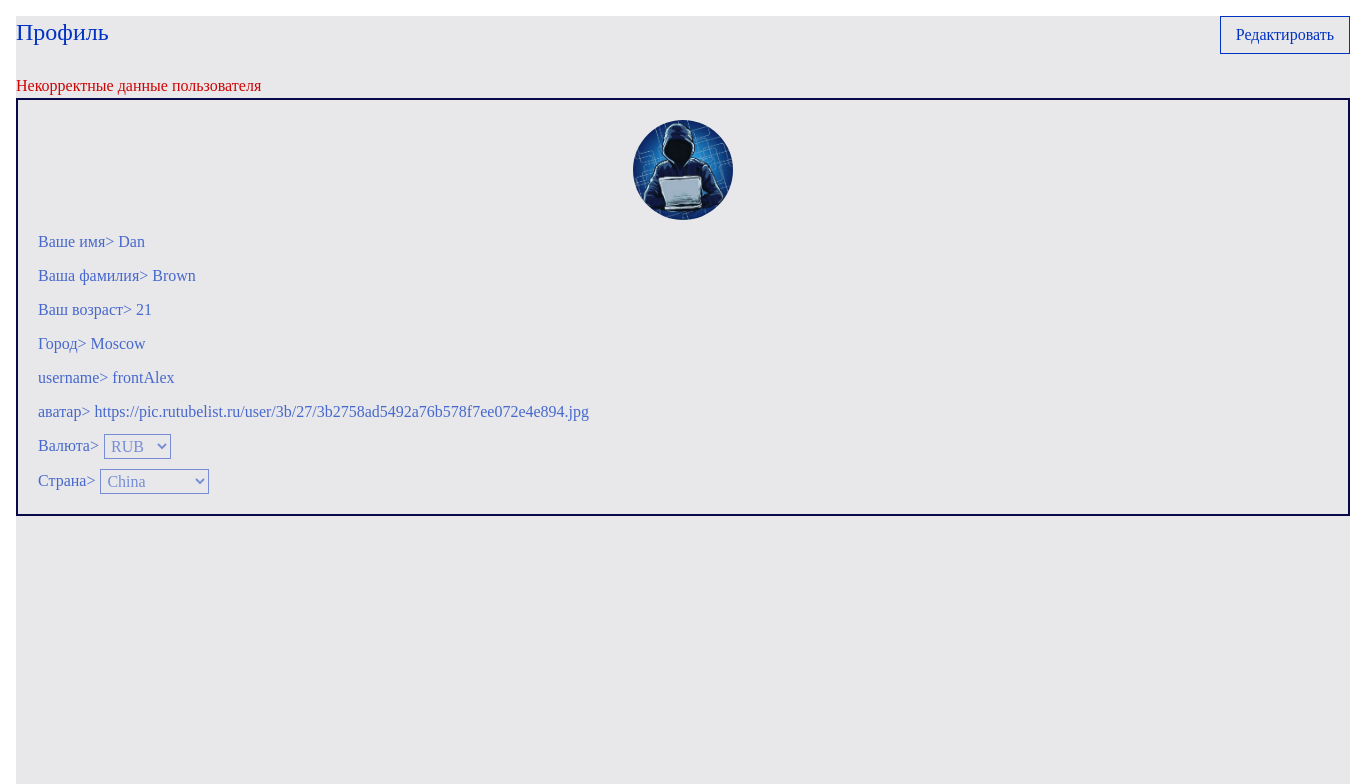 Профиль
Редактировать
Некорректные данные пользователя
Ваше имя> Dan
Ваша фамилия> Brown
Ваш возраст> 21
Город> Moscow
username> frontAlex
аватар> https://pic.rutubelist.ru/user/3b/27/3b2758ad5492a76b578f7ee072e4e894.jpg
Валюта> RUB
Страна> China